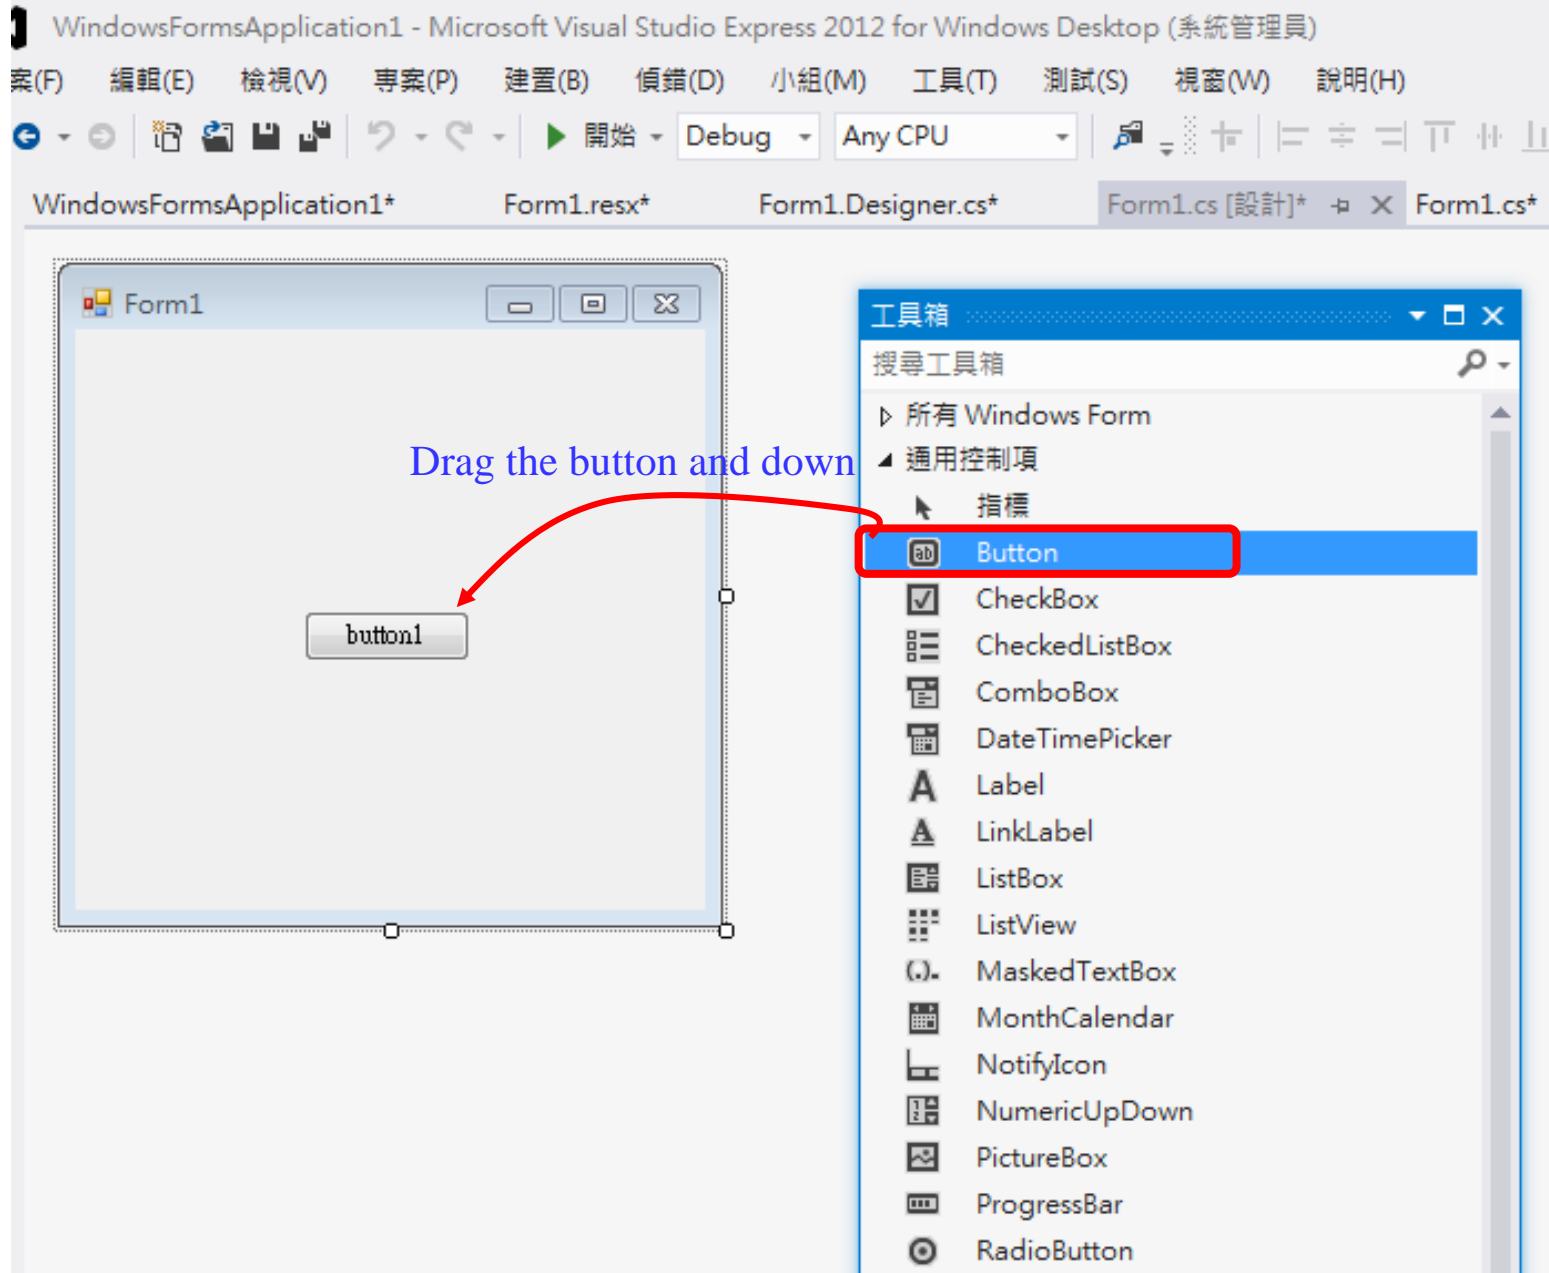 WindowsFormsApplication1 - Microsoft Visual Studio Express 2012 for Windows Desktop (系統管理員)
案(F) 編輯(E) 檢視(V) 專案(P) 建置(B) 偵錯(D) 小組(M) 工具(T) 測試(S) 視窗(W) 說明(H)
開始 Debug Any CPU
WindowsFormsApplication1* Form1.resx* Form1.Designer.cs* Form1.cs [設計]* Form1.cs*
Form1
Drag the button and down
button1
工具箱
搜尋工具箱
所有 Windows Form
通用控制項
指標
Button
CheckBox
CheckedListBox
ComboBox
DateTimePicker
Label
LinkLabel
ListBox
ListView
MaskedTextBox
MonthCalendar
NotifyIcon
NumericUpDown
PictureBox
ProgressBar
RadioButton